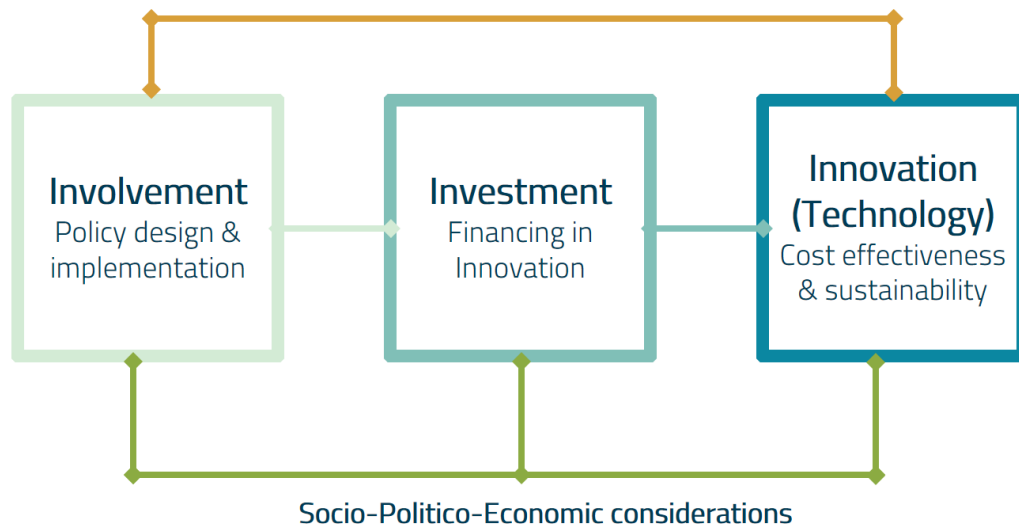 Involvement
Policy design &
implementation
Investment
Financing in
Innovation
Innovation
(Technology)
Cost effectiveness
& sustainability
Socio-Politico-Economic considerations